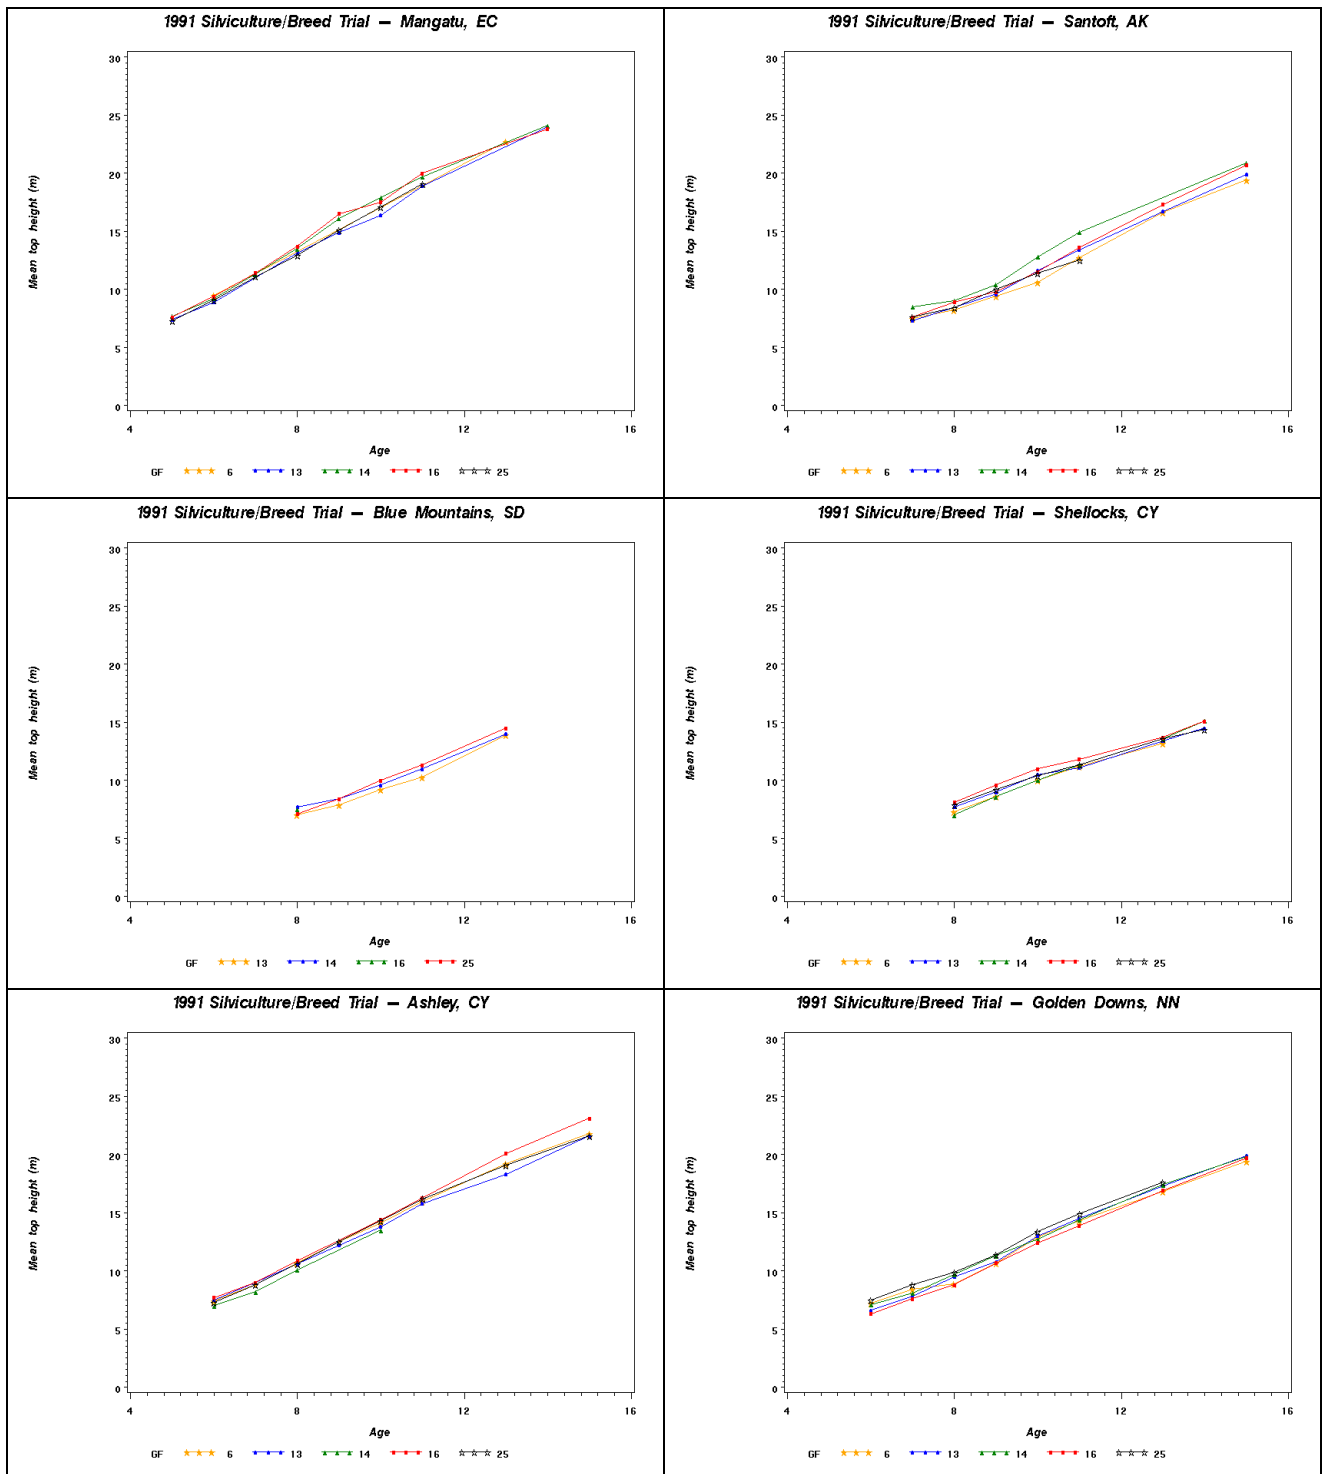 1991 Silviculture/Breed Trial — Mangatu, EC
30
25
20
15
10
5
0
Mean top height (m)
4 8 12 16
Age
GF 6 13 14 16 25
1991 Silviculture/Breed Trial — Santoft, AK
30
25
20
15
10
5
0
Mean top height (m)
4 8 12 16
Age
GF 6 13 14 16 25
1991 Silviculture/Breed Trial — Blue Mountains, SD
30
25
20
15
10
5
0
Mean top height (m)
4 8 12 16
Age
GF 13 14 16 25
1991 Silviculture/Breed Trial — Shellocks, CY
30
25
20
15
10
5
0
Mean top height (m)
4 8 12 16
Age
GF 6 13 14 16 25
1991 Silviculture/Breed Trial — Ashley, CY
30
25
20
15
10
5
0
Mean top height (m)
4 8 12 16
Age
GF 6 13 14 16 25
1991 Silviculture/Breed Trial — Golden Downs, NN
30
25
20
15
10
5
0
Mean top height (m)
4 8 12 16
Age
GF 6 13 14 16 25